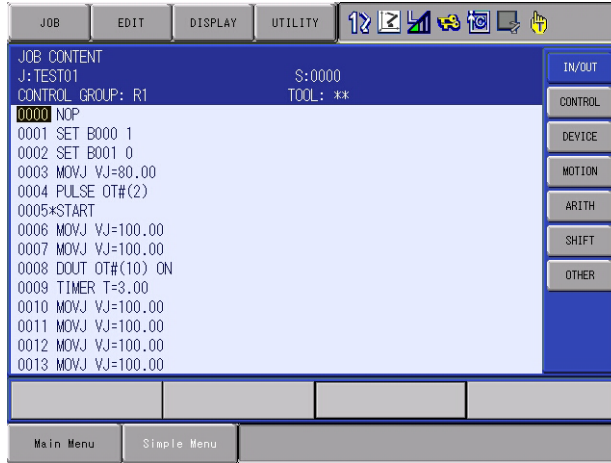 JOB EDIT DISPLAY UTILITY
JOB CONTENT
J:TEST01 S:0000
CONTROL GROUP: R1 TOOL: **
0000 NOP
0001 SET B000 1
0002 SET B001 0
0003 MOVJ VJ=80.00
0004 PULSE OT#(2)
0005*START
0006 MOVJ VJ=100.00
0007 MOVJ VJ=100.00
0008 DOUT OT#(10) ON
0009 TIMER T=3.00
0010 MOVJ VJ=100.00
0011 MOVJ VJ=100.00
0012 MOVJ VJ=100.00
0013 MOVJ VJ=100.00
IN/OUT
CONTROL
DEVICE
MOTION
ARITH
SHIFT
OTHER
Main Menu Simple Menu